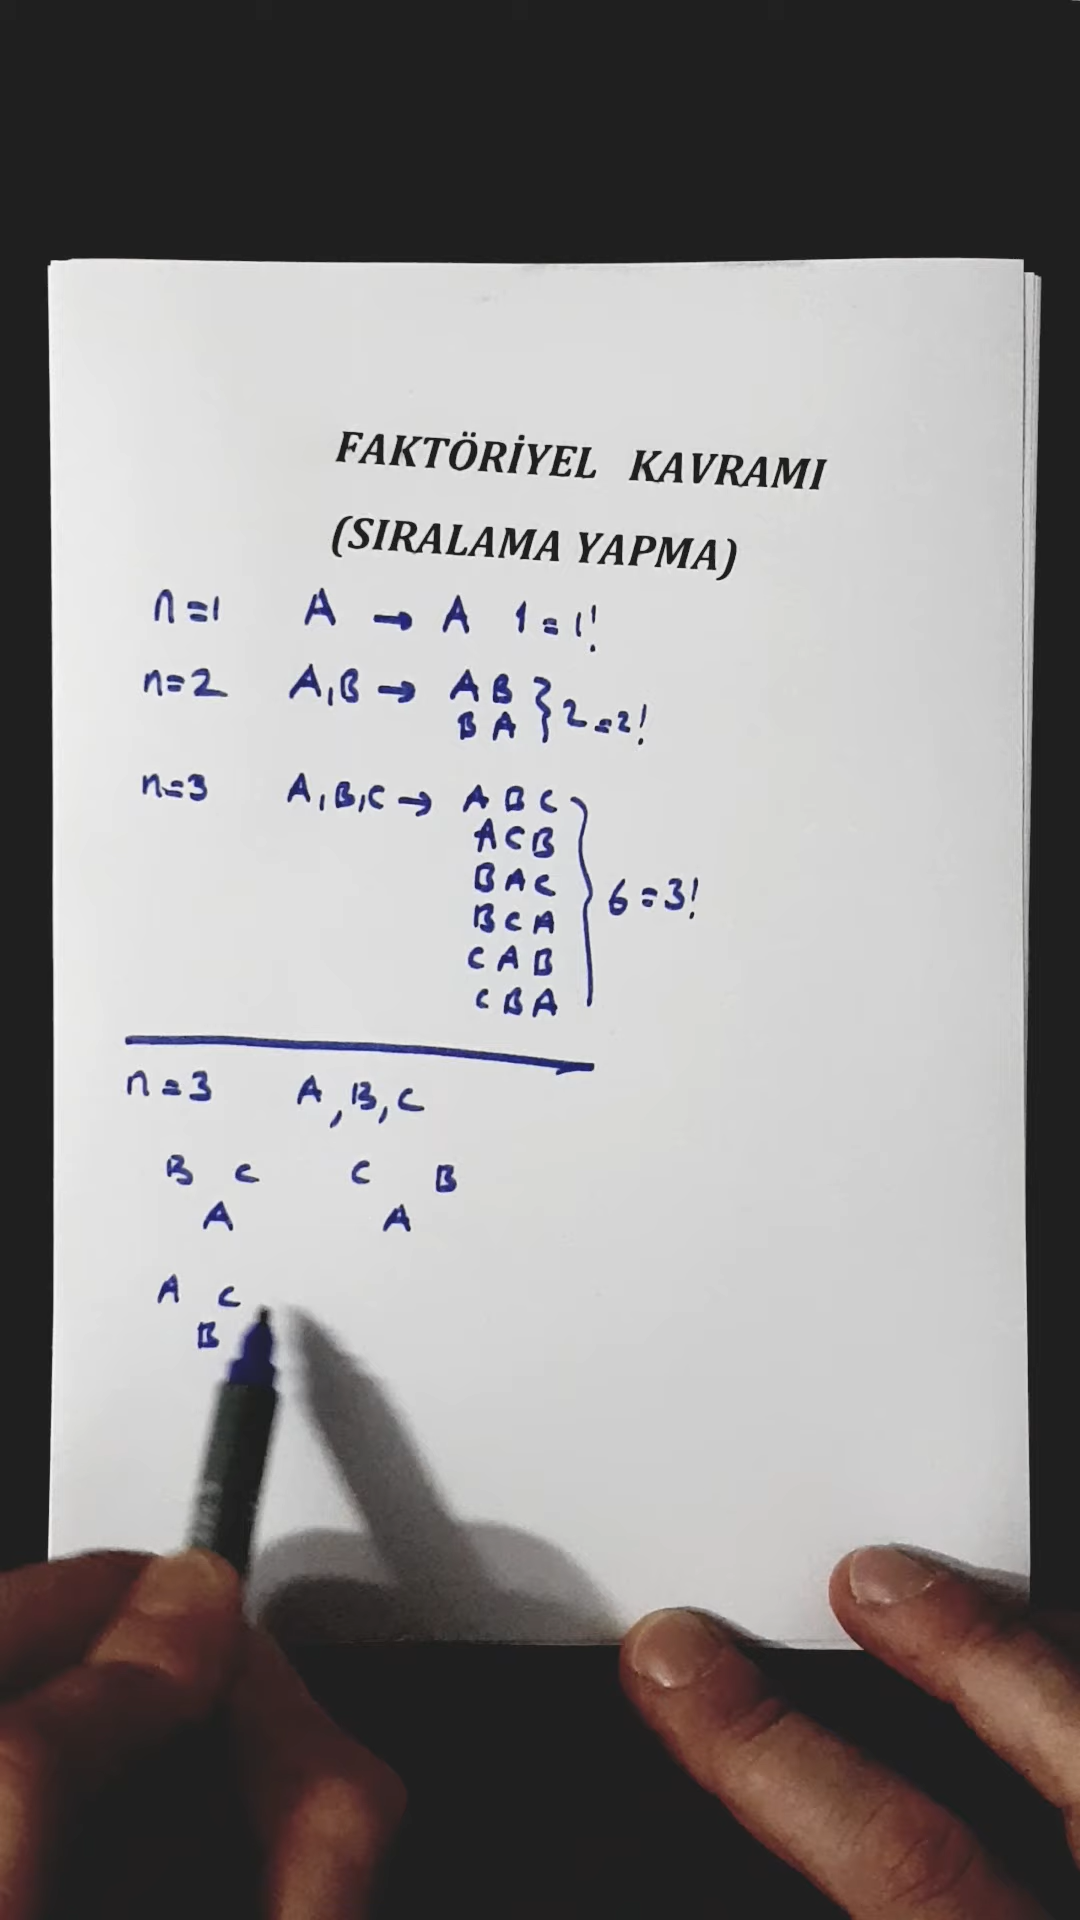 FAKTÖRİYEL KAVRAMI
(SIRALAMA YAPMA)
n=1 A → A 1=1!
n=2 A,B → AB } 2=2!
BA
n=3 A,B,C → ABC
ACB
BAC
BCA } 6=3!
CAB
CBA
n=3 A,B,C
B C C B
A A
A C
B